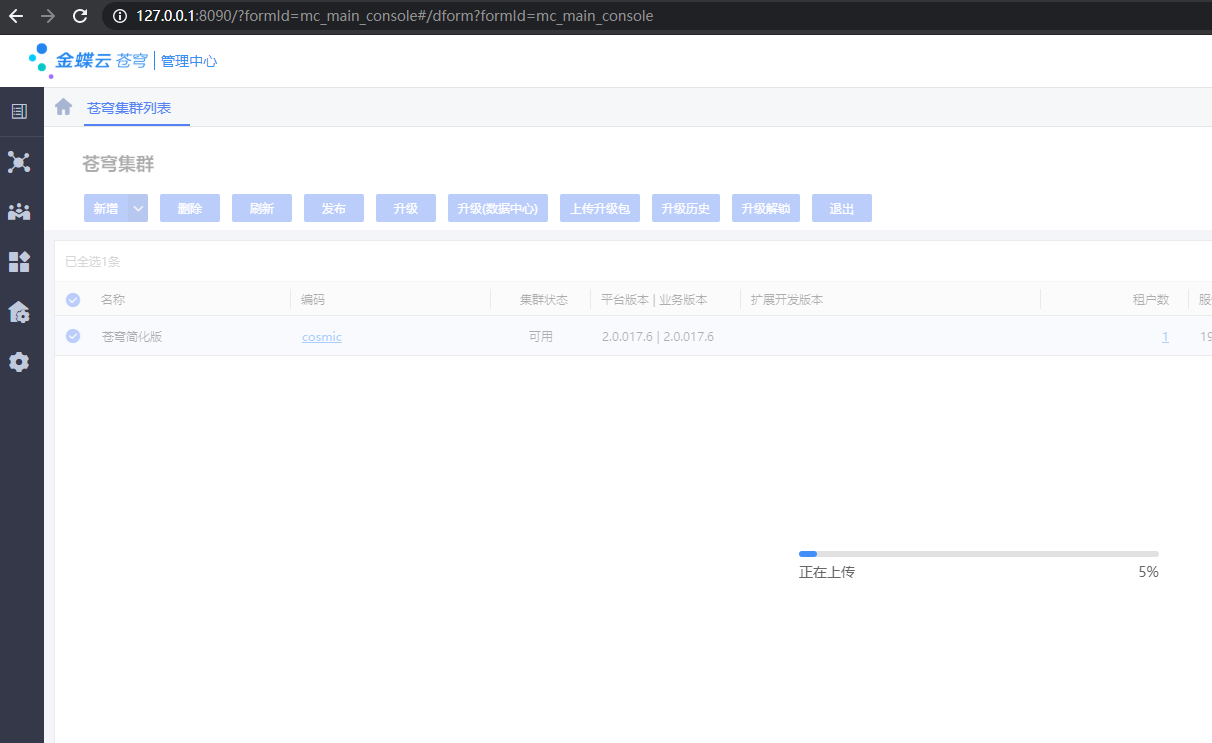 127.0.0.1:8090/?formId=mc_main_console#/dform?formId=mc_main_console
金蝶云 苍穹 | 管理中心
苍穹集群列表
苍穹集群
新增 删除 刷新 发布 升级 升级(数据中心) 上传升级包 升级历史 升级解锁 退出
已全选1条
名称 编码 集群状态 平台版本 | 业务版本 扩展开发版本 租户数 服
苍穹简化版 cosmic 可用 2.0.017.6 | 2.0.017.6 1 19
正在上传 5%